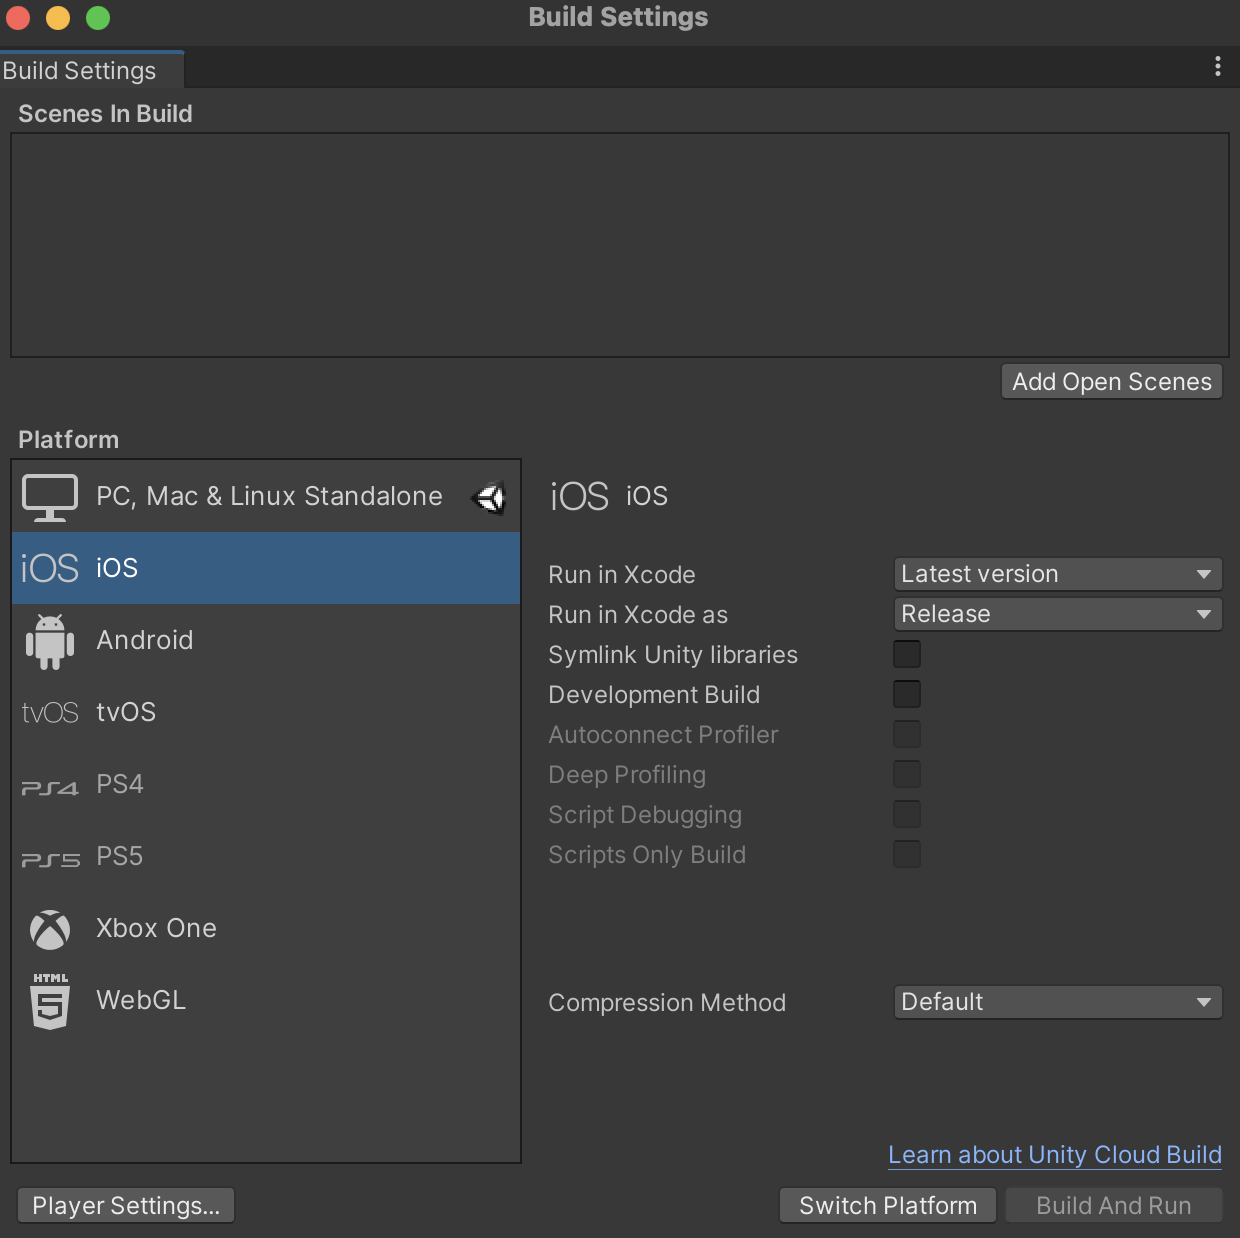 Build Settings
Build Settings
Scenes In Build
Add Open Scenes
Platform
PC, Mac & Linux Standalone
iOS iOS
Android
tvOS tvOS
PS4 PS4
PS5 PS5
Xbox One
HTML
5 WebGL
iOS iOS
Run in Xcode Latest version
Run in Xcode as Release
Symlink Unity libraries
Development Build
Autoconnect Profiler
Deep Profiling
Script Debugging
Scripts Only Build
Compression Method Default
Learn about Unity Cloud Build
Player Settings... Switch Platform Build And Run